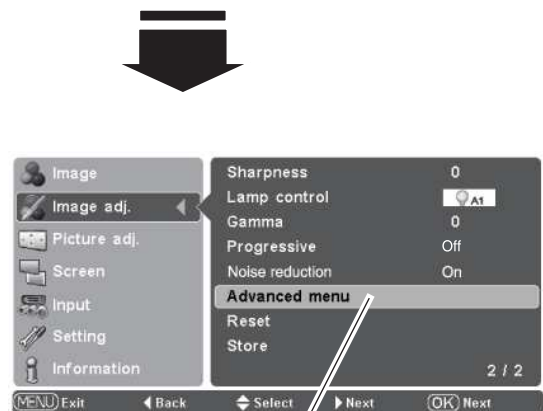 Image
Image adj.
Picture adj.
Screen
Input
Setting
Information
Sharpness 0
Lamp control A1
Gamma 0
Progressive Off
Noise reduction On
Advanced menu
Reset
Store
2 / 2
MENU Exit Back Select Next OK Next